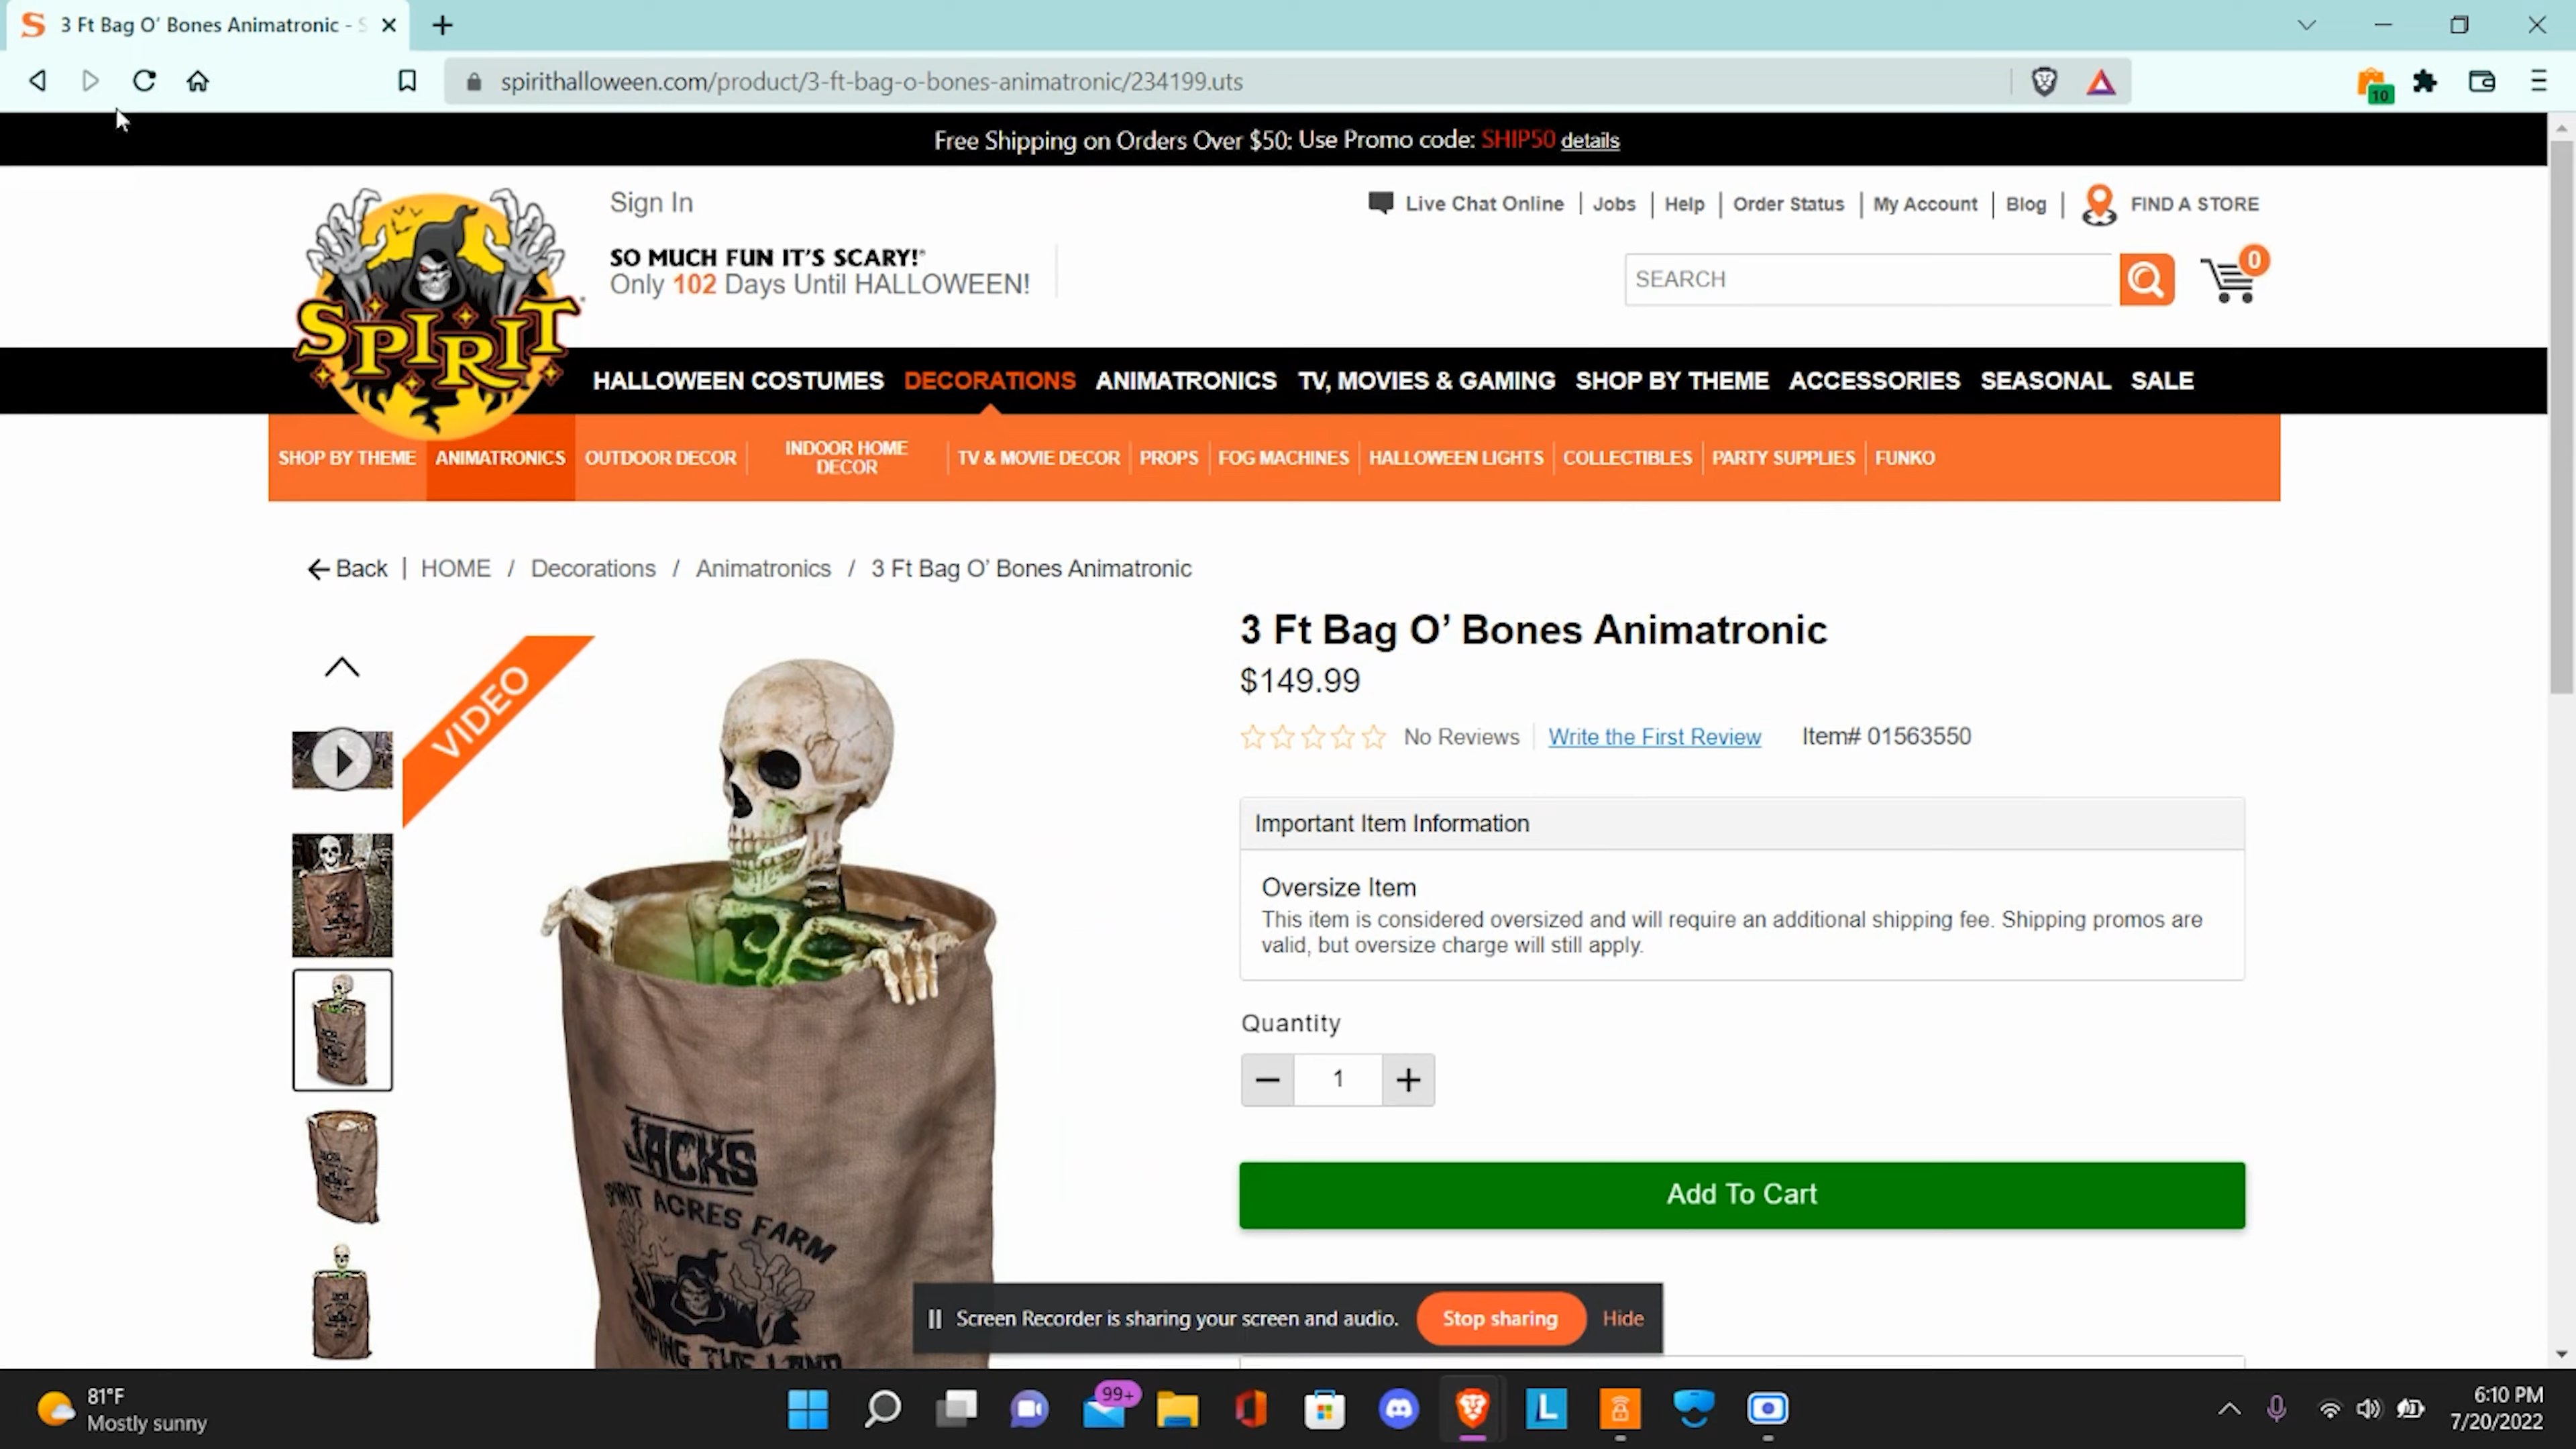 3 Ft Bag O’ Bones Animatronic - S
spirithalloween.com/product/3-ft-bag-o-bones-animatronic/234199.uts
10
Free Shipping on Orders Over $50: Use Promo code: SHIP50 details
SPIRIT
Sign In
Live Chat Online | Jobs | Help | Order Status | My Account | Blog | FIND A STORE
SO MUCH FUN IT'S SCARY!®
Only 102 Days Until HALLOWEEN!
SEARCH
0
HALLOWEEN COSTUMES DECORATIONS ANIMATRONICS TV, MOVIES & GAMING SHOP BY THEME ACCESSORIES SEASONAL SALE
SHOP BY THEME ANIMATRONICS OUTDOOR DECOR INDOOR HOME DECOR TV & MOVIE DECOR PROPS FOG MACHINES HALLOWEEN LIGHTS COLLECTIBLES PARTY SUPPLIES FUNKO
Back | HOME / Decorations / Animatronics / 3 Ft Bag O’ Bones Animatronic
VIDEO
3 Ft Bag O’ Bones Animatronic
$149.99
No Reviews Write the First Review Item# 01563550
Important Item Information
Oversize Item
This item is considered oversized and will require an additional shipping fee. Shipping promos are
valid, but oversize charge will still apply.
Quantity
1
Add To Cart
JACKS
SPIRIT ACRES FARM
THE LAND
Screen Recorder is sharing your screen and audio. Stop sharing Hide
81°F
Mostly sunny
99+
L
6:10 PM
7/20/2022